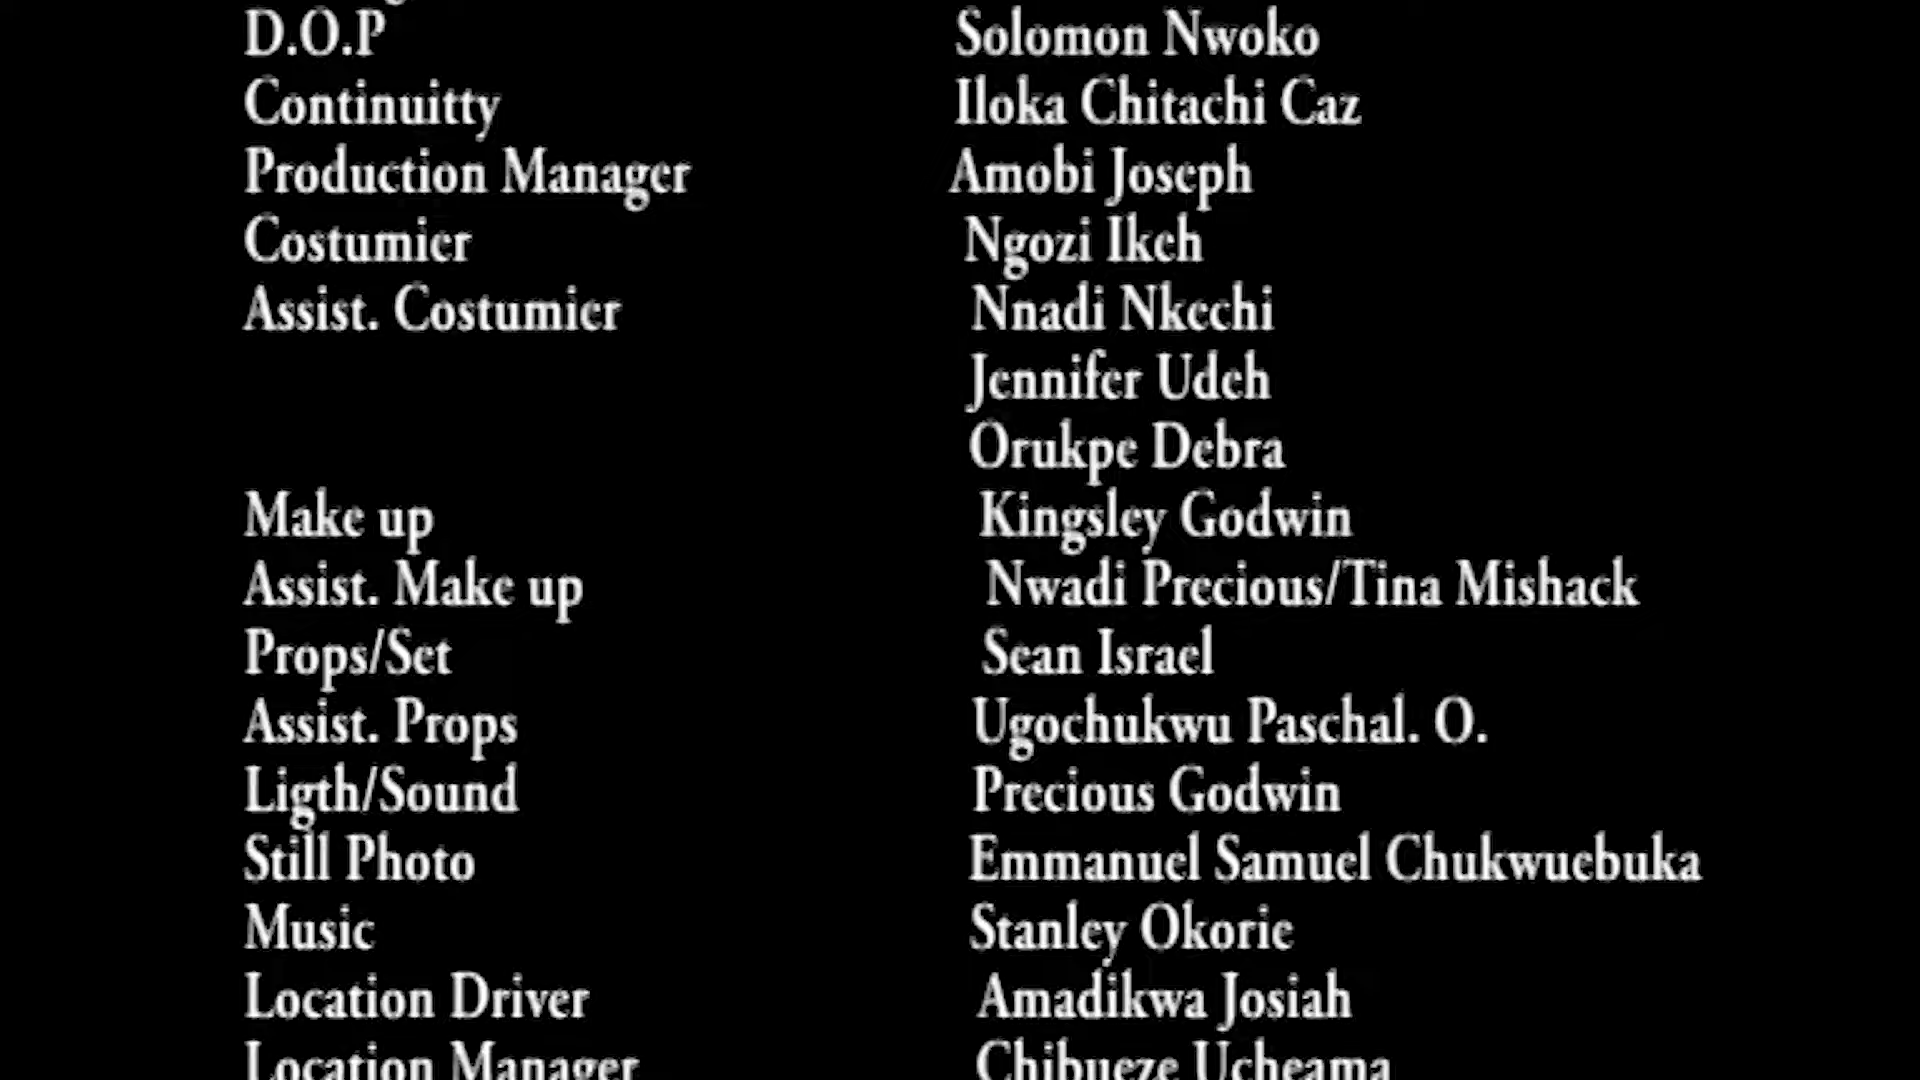 D.O.P Solomon Nwoko
Continuitty Iloka Chitachi Caz
Production Manager Amobi Joseph
Costumier Ngozi Ikeh
Assist. Costumier Nnadi Nkechi
Jennifer Udeh
Orukpe Debra
Make up Kingsley Godwin
Assist. Make up Nwadi Precious/Tina Mishack
Props/Set Sean Israel
Assist. Props Ugochukwu Paschal. O.
Ligth/Sound Precious Godwin
Still Photo Emmanuel Samuel Chukwuebuka
Music Stanley Okorie
Location Driver Amadikwa Josiah
Location Manager Chibueze Ucheama